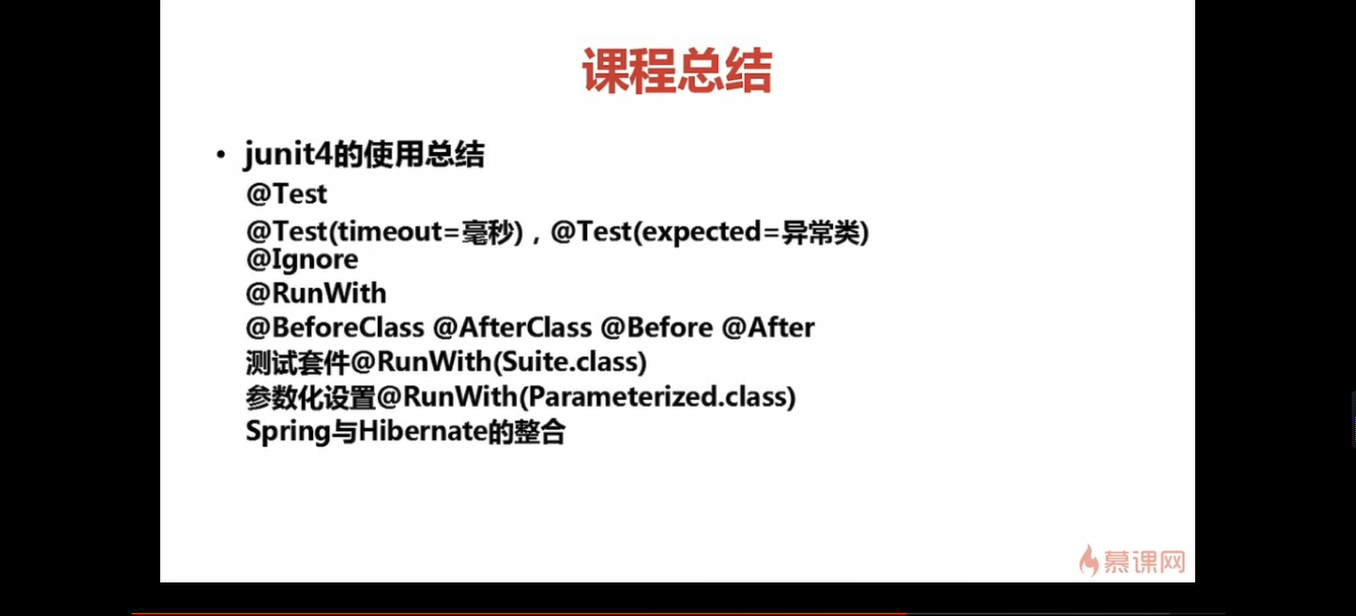 课程总结
• junit4的使用总结
@Test
@Test(timeout=毫秒)，@Test(expected=异常类)
@Ignore
@RunWith
@BeforeClass @AfterClass @Before @After
测试套件@RunWith(Suite.class)
参数化设置@RunWith(Parameterized.class)
Spring与Hibernate的整合
慕课网